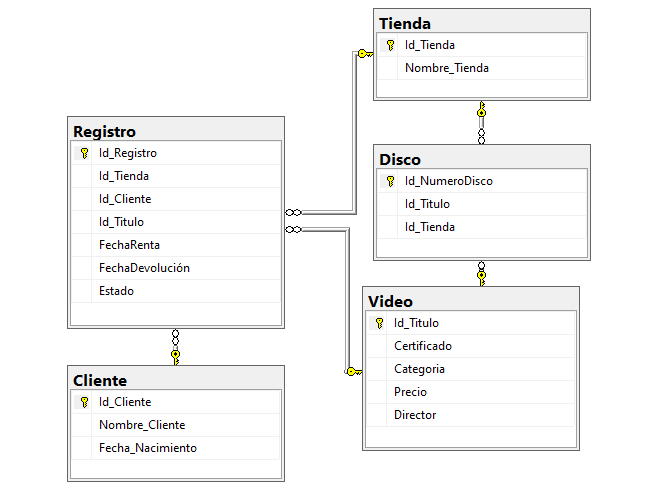 Tienda
Id_Tienda
Nombre_Tienda
Registro
Id_Registro
Id_Tienda
Id_Cliente
Id_Titulo
FechaRenta
FechaDevolución
Estado
Disco
Id_NumeroDisco
Id_Titulo
Id_Tienda
Video
Id_Titulo
Certificado
Categoria
Precio
Director
Cliente
Id_Cliente
Nombre_Cliente
Fecha_Nacimiento